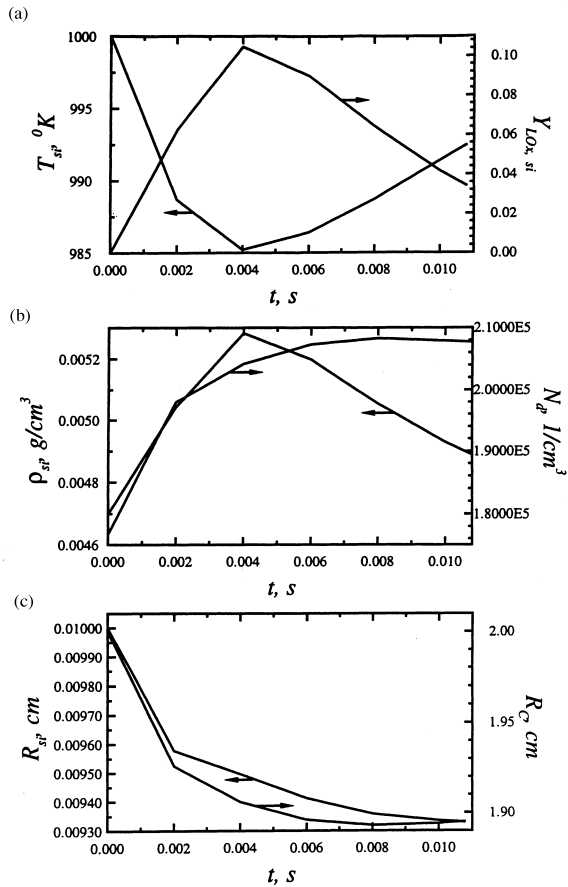 (a)
1000
995
990
985
T_si, ⁰K
0.10
0.08
0.06
0.04
0.02
0.00
Y_LOx, si
0.000 0.002 0.004 0.006 0.008 0.010
t, s
(b)
0.0052
0.0050
0.0048
0.0046
ρ_si, g/cm³
2.1000E5
2.0000E5
1.9000E5
1.8000E5
N_d, 1/cm³
0.000 0.002 0.004 0.006 0.008 0.010
t, s
(c)
0.01000
0.00990
0.00980
0.00970
0.00960
0.00950
0.00940
0.00930
R_si, cm
2.00
1.95
1.90
R_C, cm
0.000 0.002 0.004 0.006 0.008 0.010
t, s